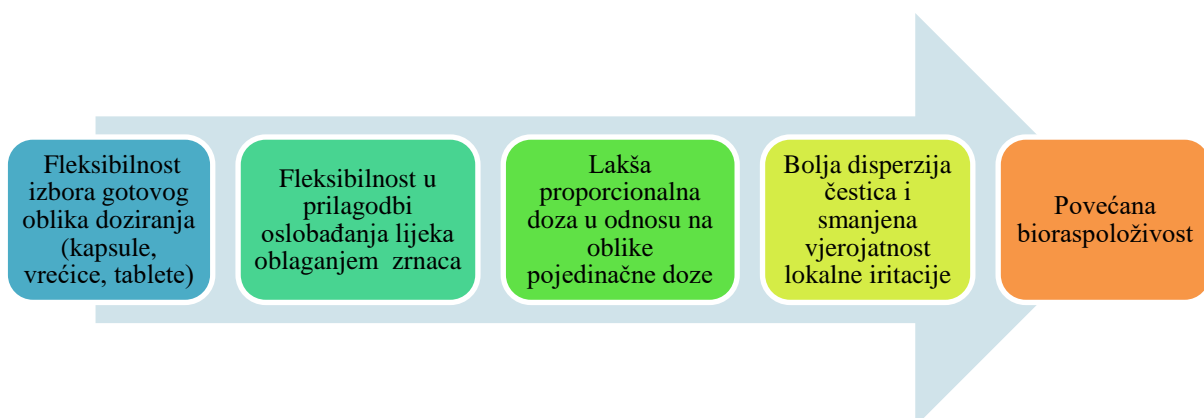 Fleksibilnost
izbora gotovog
oblika doziranja
(kapsule,
vrećice, tablete)
Fleksibilnost u
prilagodbi
oslobađanja lijeka
oblaganjem zrnaca
Lakša
proporcionalna
doza u odnosu na
oblike
pojedinačne doze
Bolja disperzija
čestica i
smanjena
vjerojatnost
lokalne iritacije
Povećana
bioraspoloživost